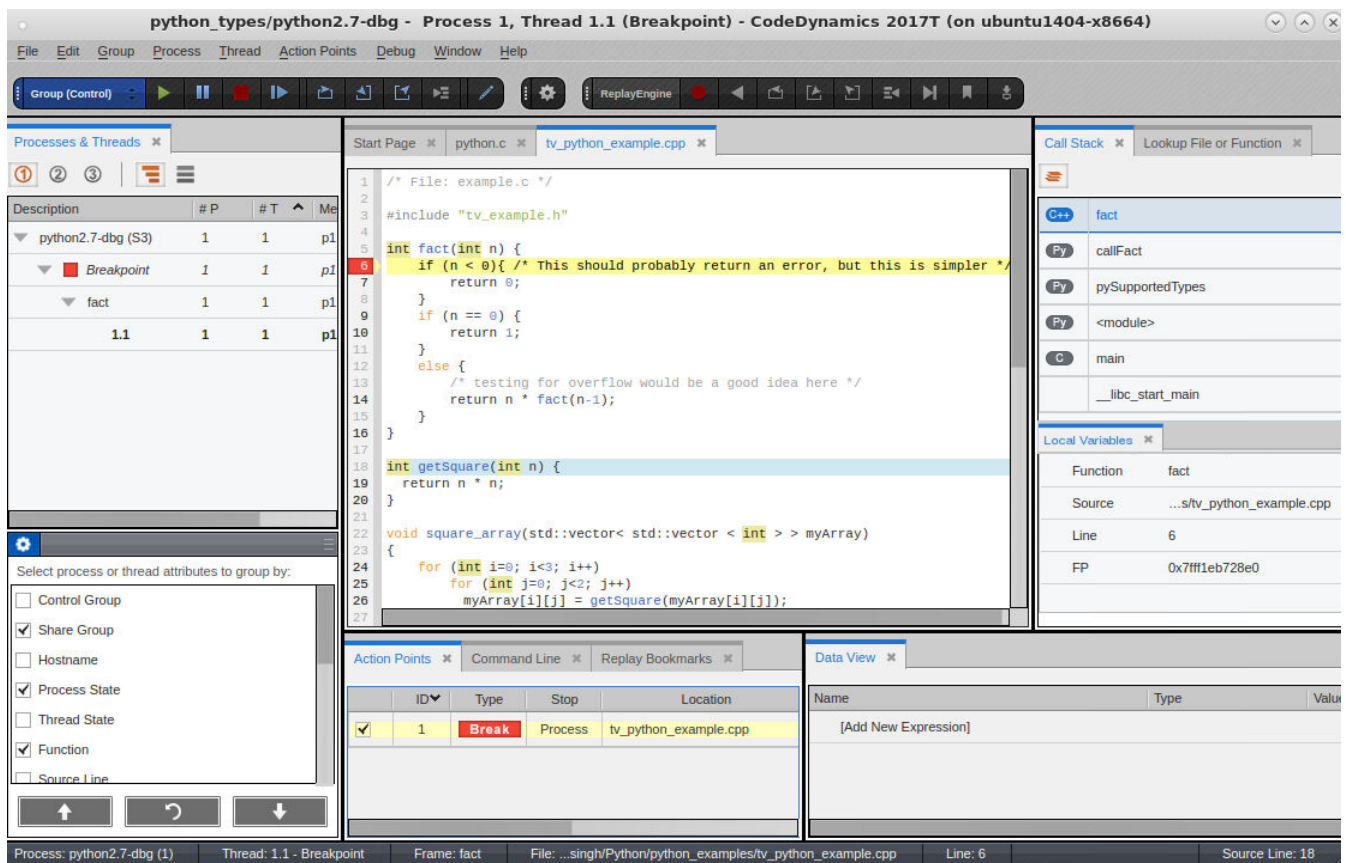 python_types/python2.7-dbg - Process 1, Thread 1.1 (Breakpoint) - CodeDynamics 2017T (on ubuntu1404-x8664)
File Edit Group Process Thread Action Points Debug Window Help
Group (Control) ReplayEngine
Processes & Threads
1 2 3
Description # P # T Me
python2.7-dbg (S3) 1 1 p1
Breakpoint 1 1 p1
fact 1 1 p1
1.1 1 1 p1
Select process or thread attributes to group by:
Control Group
Share Group
Hostname
Process State
Thread State
Function
Source Line
Start Page python.c tv_python_example.cpp
1 /* File: example.c */
2
3 #include "tv_example.h"
4
5 int fact(int n) {
6 if (n < 0){ /* This should probably return an error, but this is simpler */
7 return 0;
8 }
9 if (n == 0) {
10 return 1;
11 }
12 else {
13 /* testing for overflow would be a good idea here */
14 return n * fact(n-1);
15 }
16 }
17
18 int getSquare(int n) {
19 return n * n;
20 }
21
22 void square_array(std::vector< std::vector < int > > myArray)
23 {
24 for (int i=0; i<3; i++)
25 for (int j=0; j<2; j++)
26 myArray[i][j] = getSquare(myArray[i][j]);
27
Call Stack Lookup File or Function
C++ fact
Py callFact
Py pySupportedTypes
Py <module>
C main
__libc_start_main
Local Variables
Function fact
Source ...s/tv_python_example.cpp
Line 6
FP 0x7fff1eb728e0
Action Points Command Line Replay Bookmarks
ID Type Stop Location
1 Break Process tv_python_example.cpp
Data View
Name Type Value
[Add New Expression]
Process: python2.7-dbg (1) Thread: 1.1 - Breakpoint Frame: fact File: ...singh/Python/python_examples/tv_python_example.cpp Line: 6 Source Line: 18